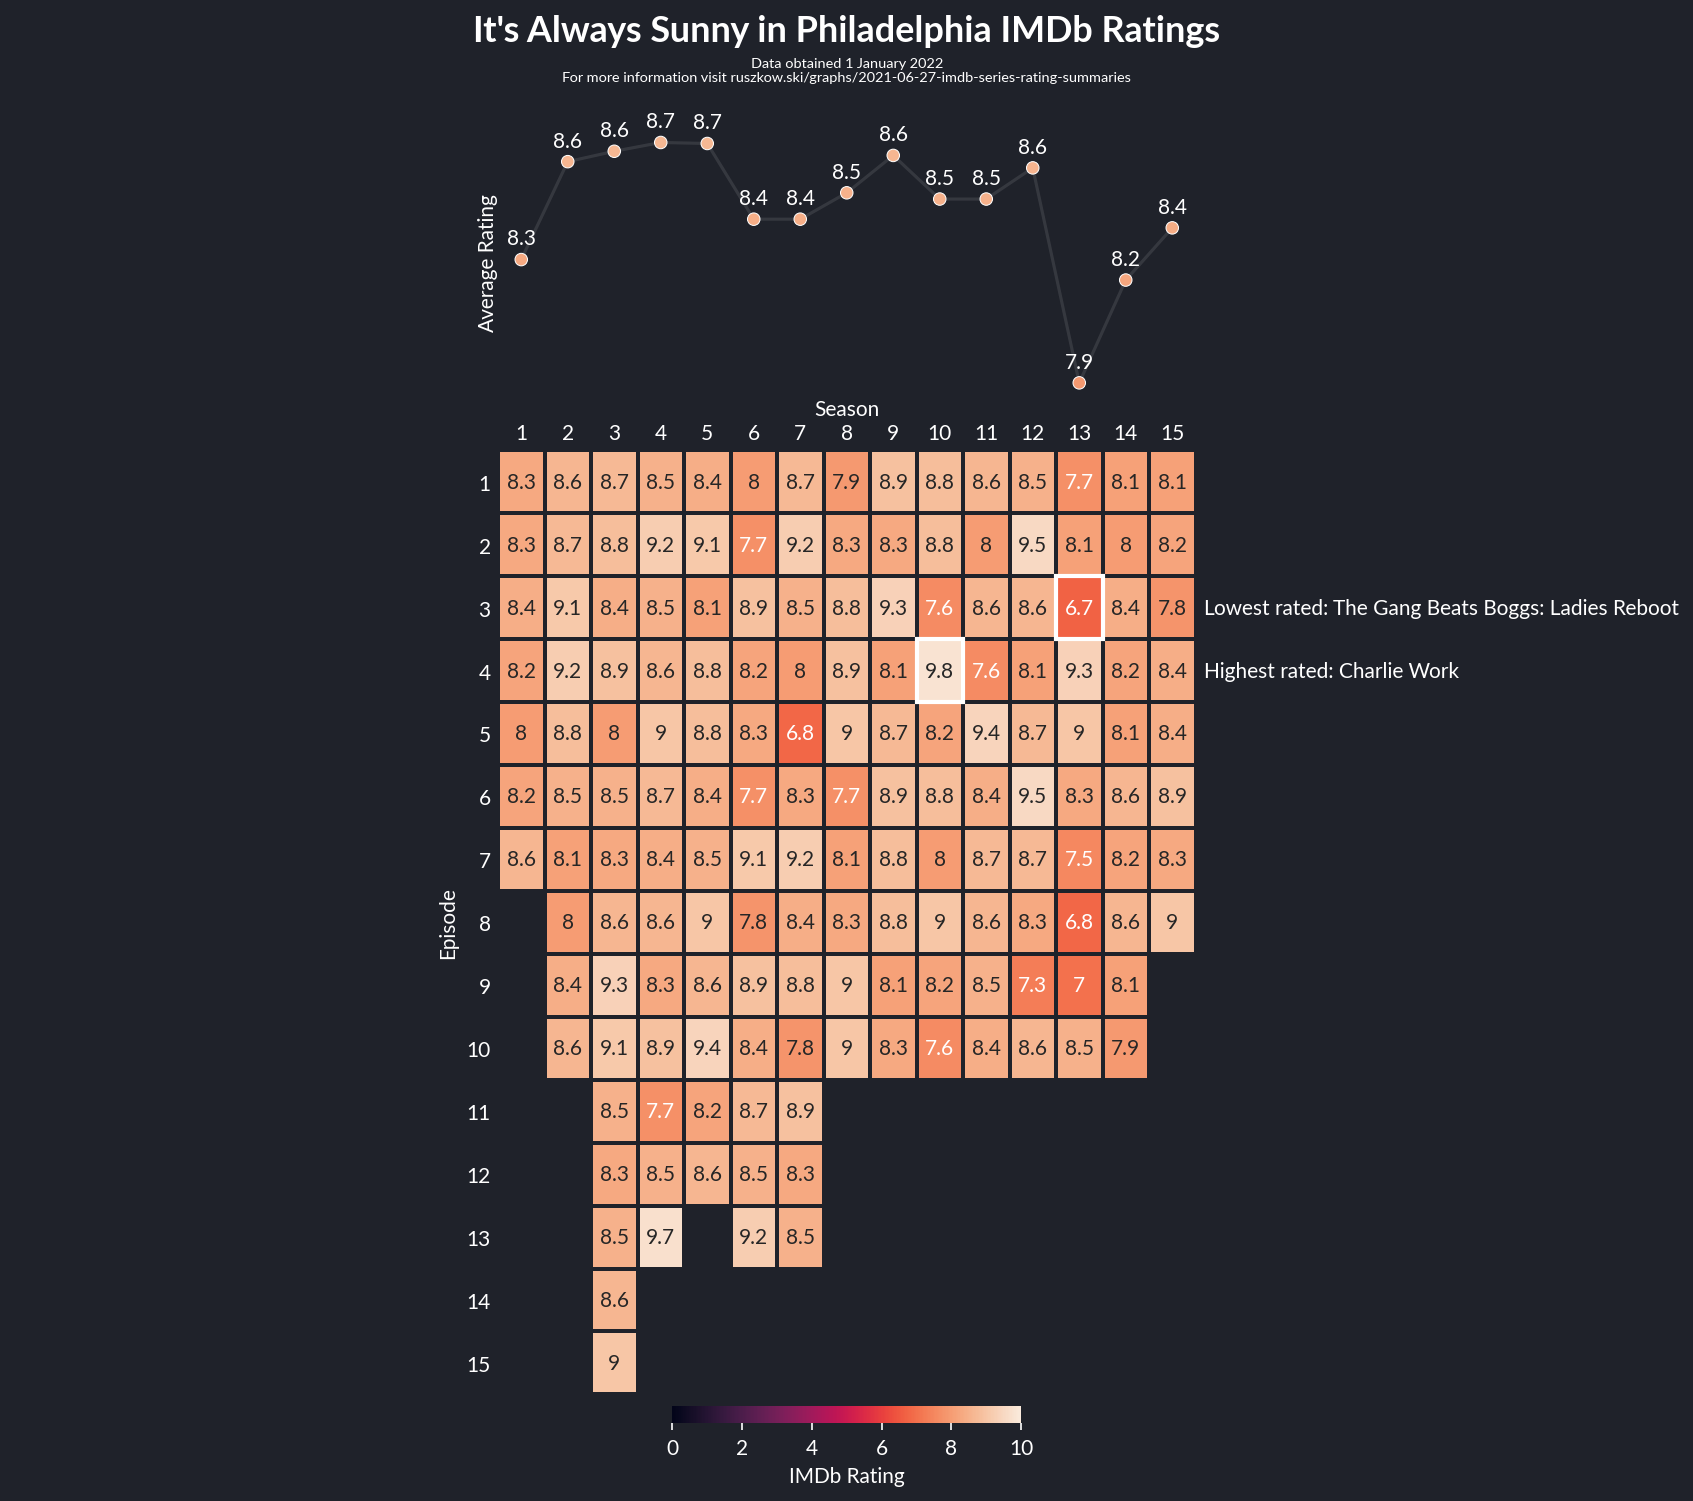 It's Always Sunny in Philadelphia IMDb Ratings
Data obtained 1 January 2022
For more information visit ruszkow.ski/graphs/2021-06-27-imdb-series-rating-summaries
Average Rating
8.3 8.6 8.6 8.7 8.7 8.4 8.4 8.5 8.6 8.5 8.5 8.6 7.9 8.2 8.4
Season
1 2 3 4 5 6 7 8 9 10 11 12 13 14 15
Episode
1 8.3 8.6 8.7 8.5 8.4 8 8.7 7.9 8.9 8.8 8.6 8.5 7.7 8.1 8.1
2 8.3 8.7 8.8 9.2 9.1 7.7 9.2 8.3 8.3 8.8 8 9.5 8.1 8 8.2
3 8.4 9.1 8.4 8.5 8.1 8.9 8.5 8.8 9.3 7.6 8.6 8.6 6.7 8.4 7.8 Lowest rated: The Gang Beats Boggs: Ladies Reboot
4 8.2 9.2 8.9 8.6 8.8 8.2 8 8.9 8.1 9.8 7.6 8.1 9.3 8.2 8.4 Highest rated: Charlie Work
5 8 8.8 8 9 8.8 8.3 6.8 9 8.7 8.2 9.4 8.7 9 8.1 8.4
6 8.2 8.5 8.5 8.7 8.4 7.7 8.3 7.7 8.9 8.8 8.4 9.5 8.3 8.6 8.9
7 8.6 8.1 8.3 8.4 8.5 9.1 9.2 8.1 8.8 8 8.7 8.7 7.5 8.2 8.3
8 8 8.6 8.6 9 7.8 8.4 8.3 8.8 9 8.6 8.3 6.8 8.6 9
9 8.4 9.3 8.3 8.6 8.9 8.8 9 8.1 8.2 8.5 7.3 7 8.1
10 8.6 9.1 8.9 9.4 8.4 7.8 9 8.3 7.6 8.4 8.6 8.5 7.9
11 8.5 7.7 8.2 8.7 8.9
12 8.3 8.5 8.6 8.5 8.3
13 8.5 9.7 9.2 8.5
14 8.6
15 9
0 2 4 6 8 10
IMDb Rating